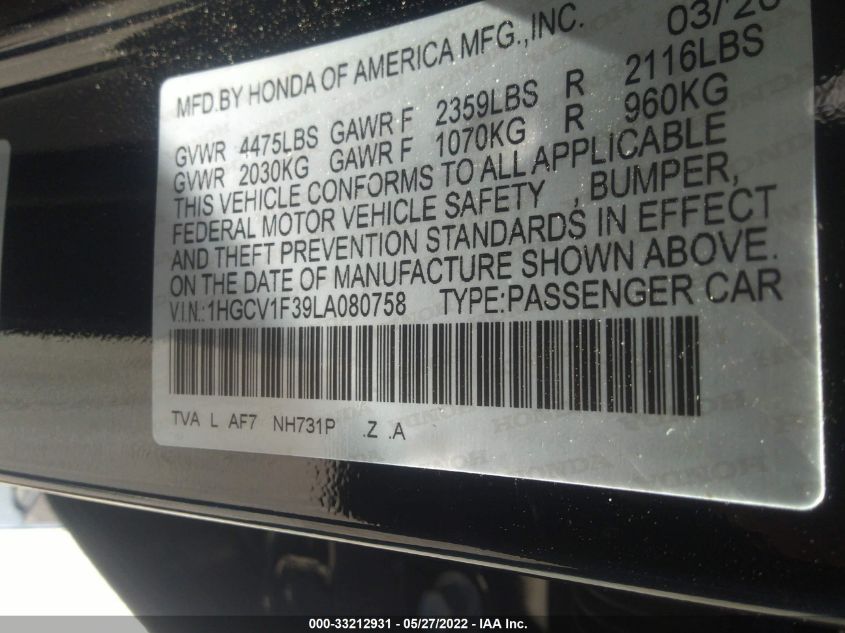 MFD.BY HONDA OF AMERICA MFG.,INC. 03/20
GVWR 4475LBS GAWR F 2359LBS R 2116LBS
GVWR 2030KG GAWR F 1070KG R 960KG
THIS VEHICLE CONFORMS TO ALL APPLICABLE
FEDERAL MOTOR VEHICLE SAFETY , BUMPER,
AND THEFT PREVENTION STANDARDS IN EFFECT
ON THE DATE OF MANUFACTURE SHOWN ABOVE.
V.I.N.:1HGCV1F39LA080758 TYPE:PASSENGER CAR
TVA L AF7 NH731P .Z .A
000-33212931 - 05/27/2022 - IAA Inc.